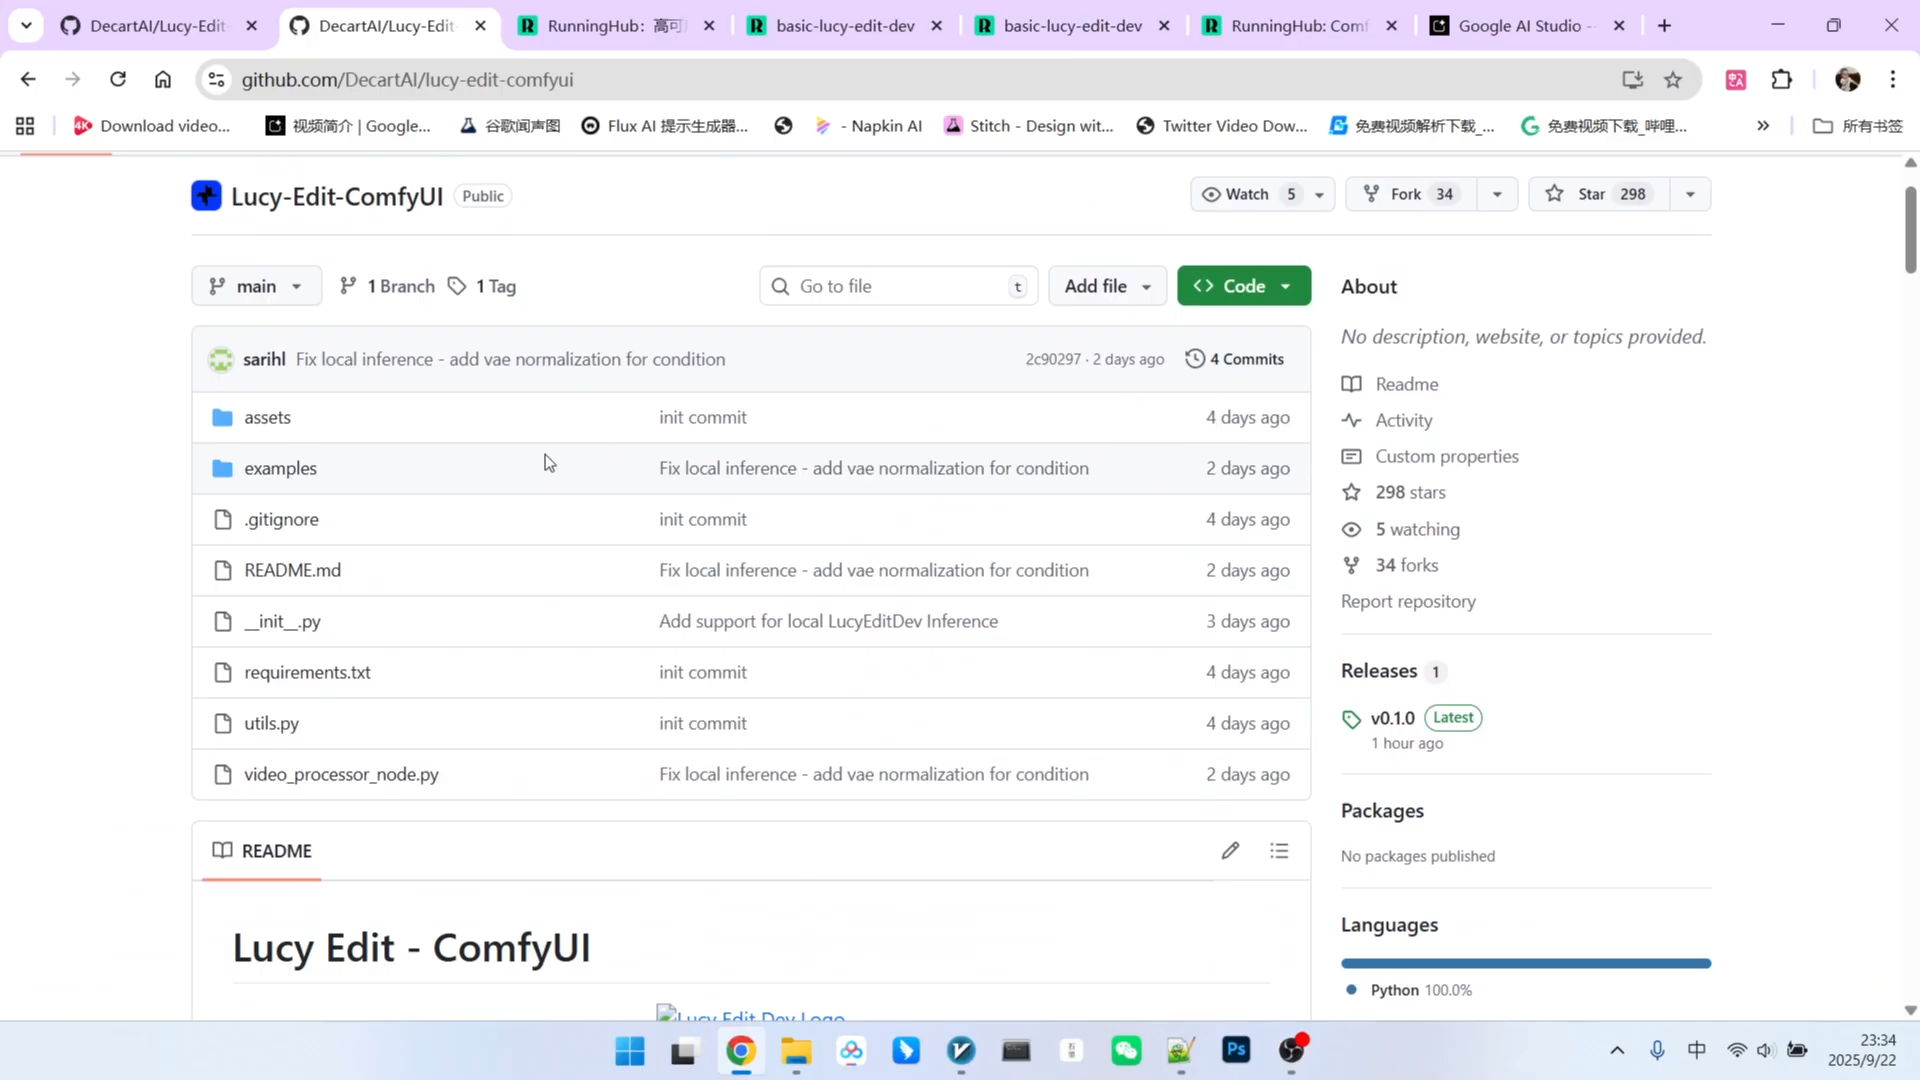 DecartAI/Lucy-Edit-
DecartAI/Lucy-Edit-
RunningHub：高可
basic-lucy-edit-dev
basic-lucy-edit-dev
RunningHub: Comf
Google AI Studio -
github.com/DecartAI/lucy-edit-comfyui
Download video...
视频简介 | Google...
谷歌闻声图
Flux AI 提示生成器...
- Napkin AI
Stitch - Design wit...
Twitter Video Dow...
免费视频解析下载_...
免费视频下载_哔哩...
所有书签
Lucy-Edit-ComfyUI Public
Watch 5
Fork 34
Star 298
main
1 Branch
1 Tag
Go to file t
Add file
Code
sarihl Fix local inference - add vae normalization for condition 2c90297 · 2 days ago 4 Commits
assets init commit 4 days ago
examples Fix local inference - add vae normalization for condition 2 days ago
.gitignore init commit 4 days ago
README.md Fix local inference - add vae normalization for condition 2 days ago
__init__.py Add support for local LucyEditDev Inference 3 days ago
requirements.txt init commit 4 days ago
utils.py init commit 4 days ago
video_processor_node.py Fix local inference - add vae normalization for condition 2 days ago
README
Lucy Edit - ComfyUI
Lucy Edit Dev Logo
About
No description, website, or topics provided.
Readme
Activity
Custom properties
298 stars
5 watching
34 forks
Report repository
Releases 1
v0.1.0 Latest
1 hour ago
Packages
No packages published
Languages
Python 100.0%
Ps
中
23:34
2025/9/22